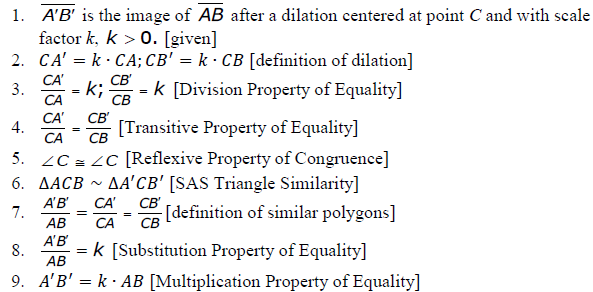 1. A'B' is the image of AB after a dilation centered at point C and with scale
factor k, k > 0. [given]
2. CA' = k · CA; CB' = k · CB [definition of dilation]
3. CA'/CA = k; CB'/CB = k [Division Property of Equality]
4. CA'/CA = CB'/CB [Transitive Property of Equality]
5. ∠C ≅ ∠C [Reflexive Property of Congruence]
6. ΔACB ~ ΔA'CB' [SAS Triangle Similarity]
7. A'B'/AB = CA'/CA = CB'/CB [definition of similar polygons]
8. A'B'/AB = k [Substitution Property of Equality]
9. A'B' = k · AB [Multiplication Property of Equality]